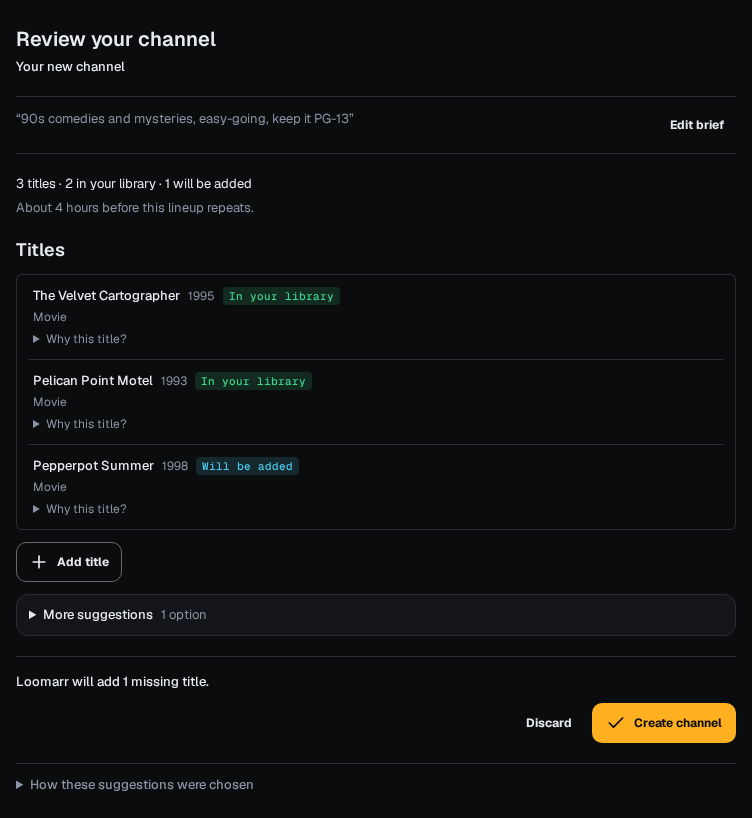 Review your channel
Your new channel
“90s comedies and mysteries, easy-going, keep it PG-13”
Edit brief
3 titles · 2 in your library · 1 will be added
About 4 hours before this lineup repeats.
Titles
The Velvet Cartographer 1995 In your library
Movie
Why this title?
Pelican Point Motel 1993 In your library
Movie
Why this title?
Pepperpot Summer 1998 Will be added
Movie
Why this title?
Add title
More suggestions 1 option
Loomarr will add 1 missing title.
Discard Create channel
How these suggestions were chosen